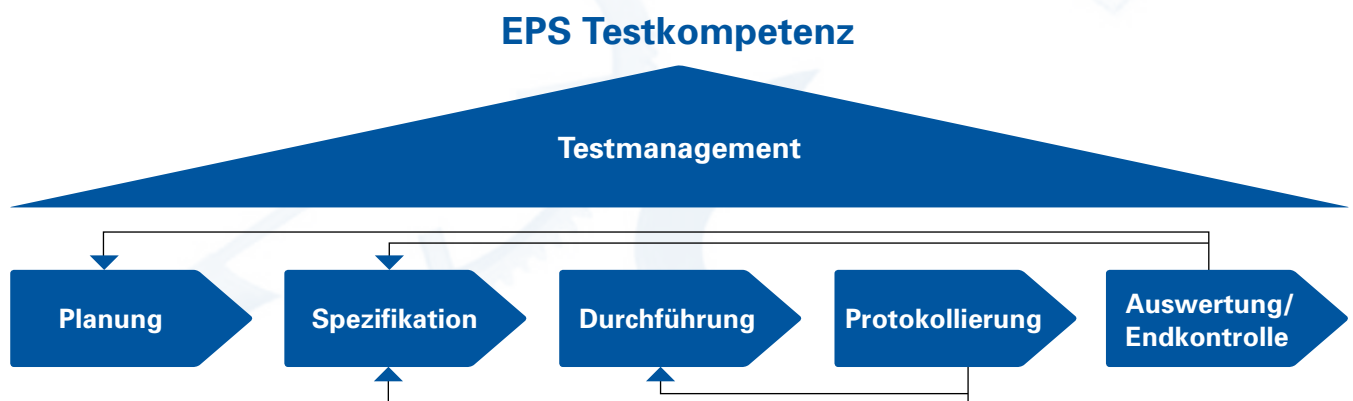 EPS Testkompetenz
Testmanagement
Planung
Spezifikation
Durchführung
Protokollierung
Auswertung/
Endkontrolle